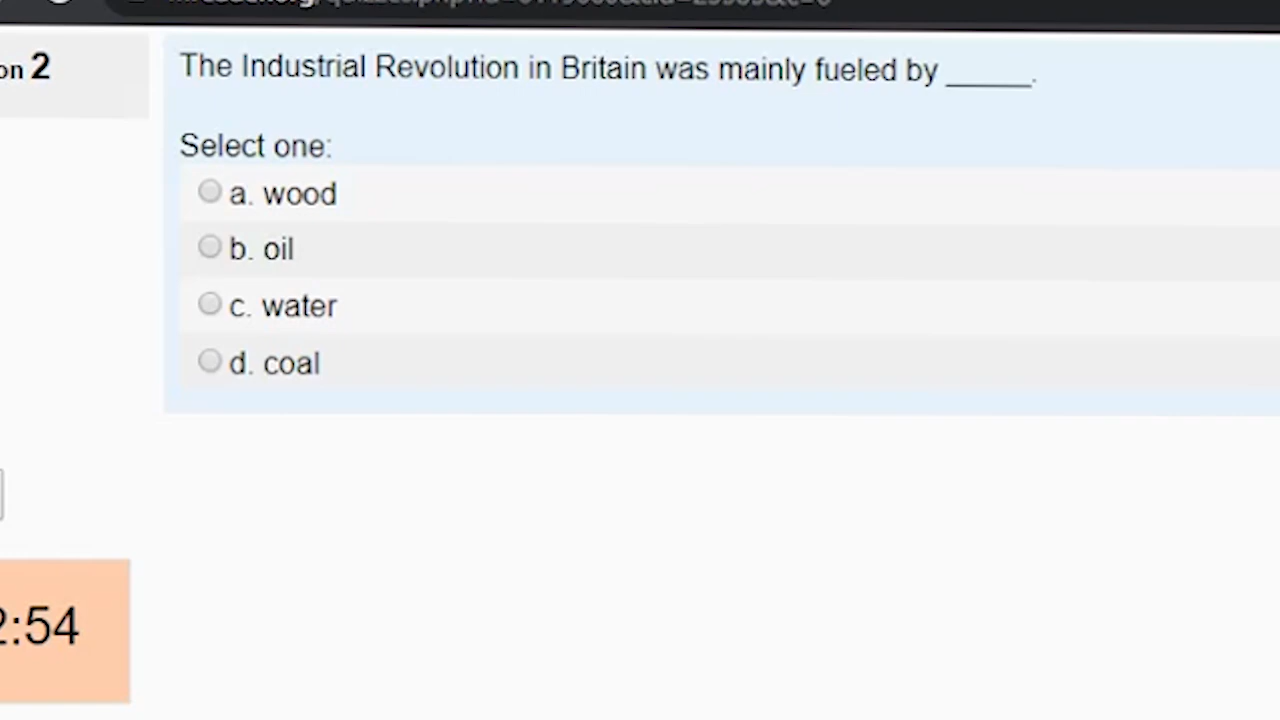 on 2
The Industrial Revolution in Britain was mainly fueled by _____.
Select one:
a. wood
b. oil
c. water
d. coal
2:54